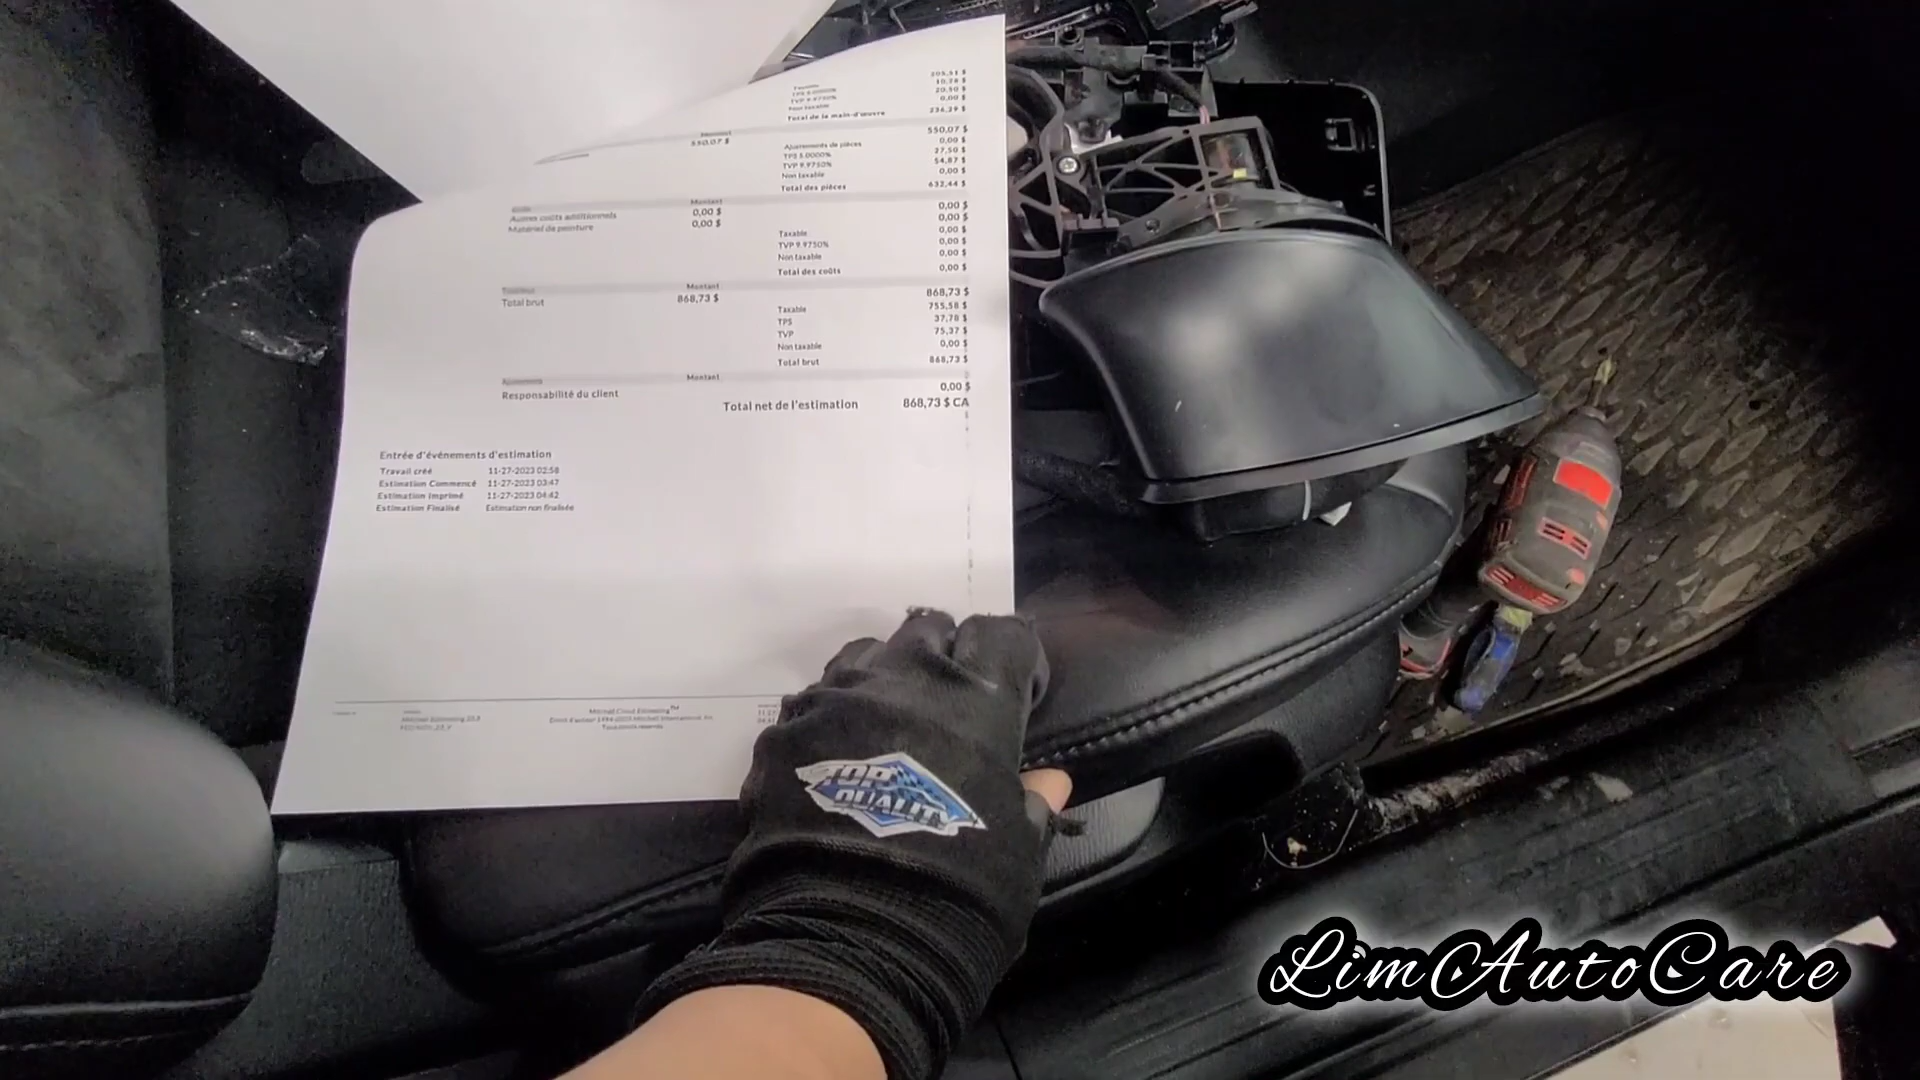 Taxable 205,51 $
TPS 5.0000% 10,28 $
TVP 9.9750% 20,50 $
Non taxable 0,00 $
Total de la main-d'œuvre 236,29 $
Montant 550,07 $
550,07 $
Ajustements de pièces 0,00 $
TPS 5.0000% 27,50 $
TVP 9.9750% 54,87 $
Non taxable 0,00 $
Total des pièces 632,44 $
Montant 0,00 $
Autres coûts additionnels 0,00 $ 0,00 $
Matériel de peinture 0,00 $ 0,00 $
Taxable 0,00 $
TVP 9.9750% 0,00 $
Non taxable 0,00 $
Total des coûts 0,00 $
Montant 868,73 $
Total brut 868,73 $
Taxable 755,58 $
TPS 37,78 $
TVP 75,37 $
Non taxable 0,00 $
Total brut 868,73 $
Ajustements Montant
Responsabilité du client 0,00 $
Total net de l'estimation 868,73 $ CA
Entrée d'événements d'estimation
Travail créé 11-27-2023 02:58
Estimation Commencé 11-27-2023 03:47
Estimation Imprimé 11-27-2023 04:42
Estimation Finalisé Estimation non finalisée
Mitchell Cloud Estimating™
TOP
QUALITY
LimAutoCare